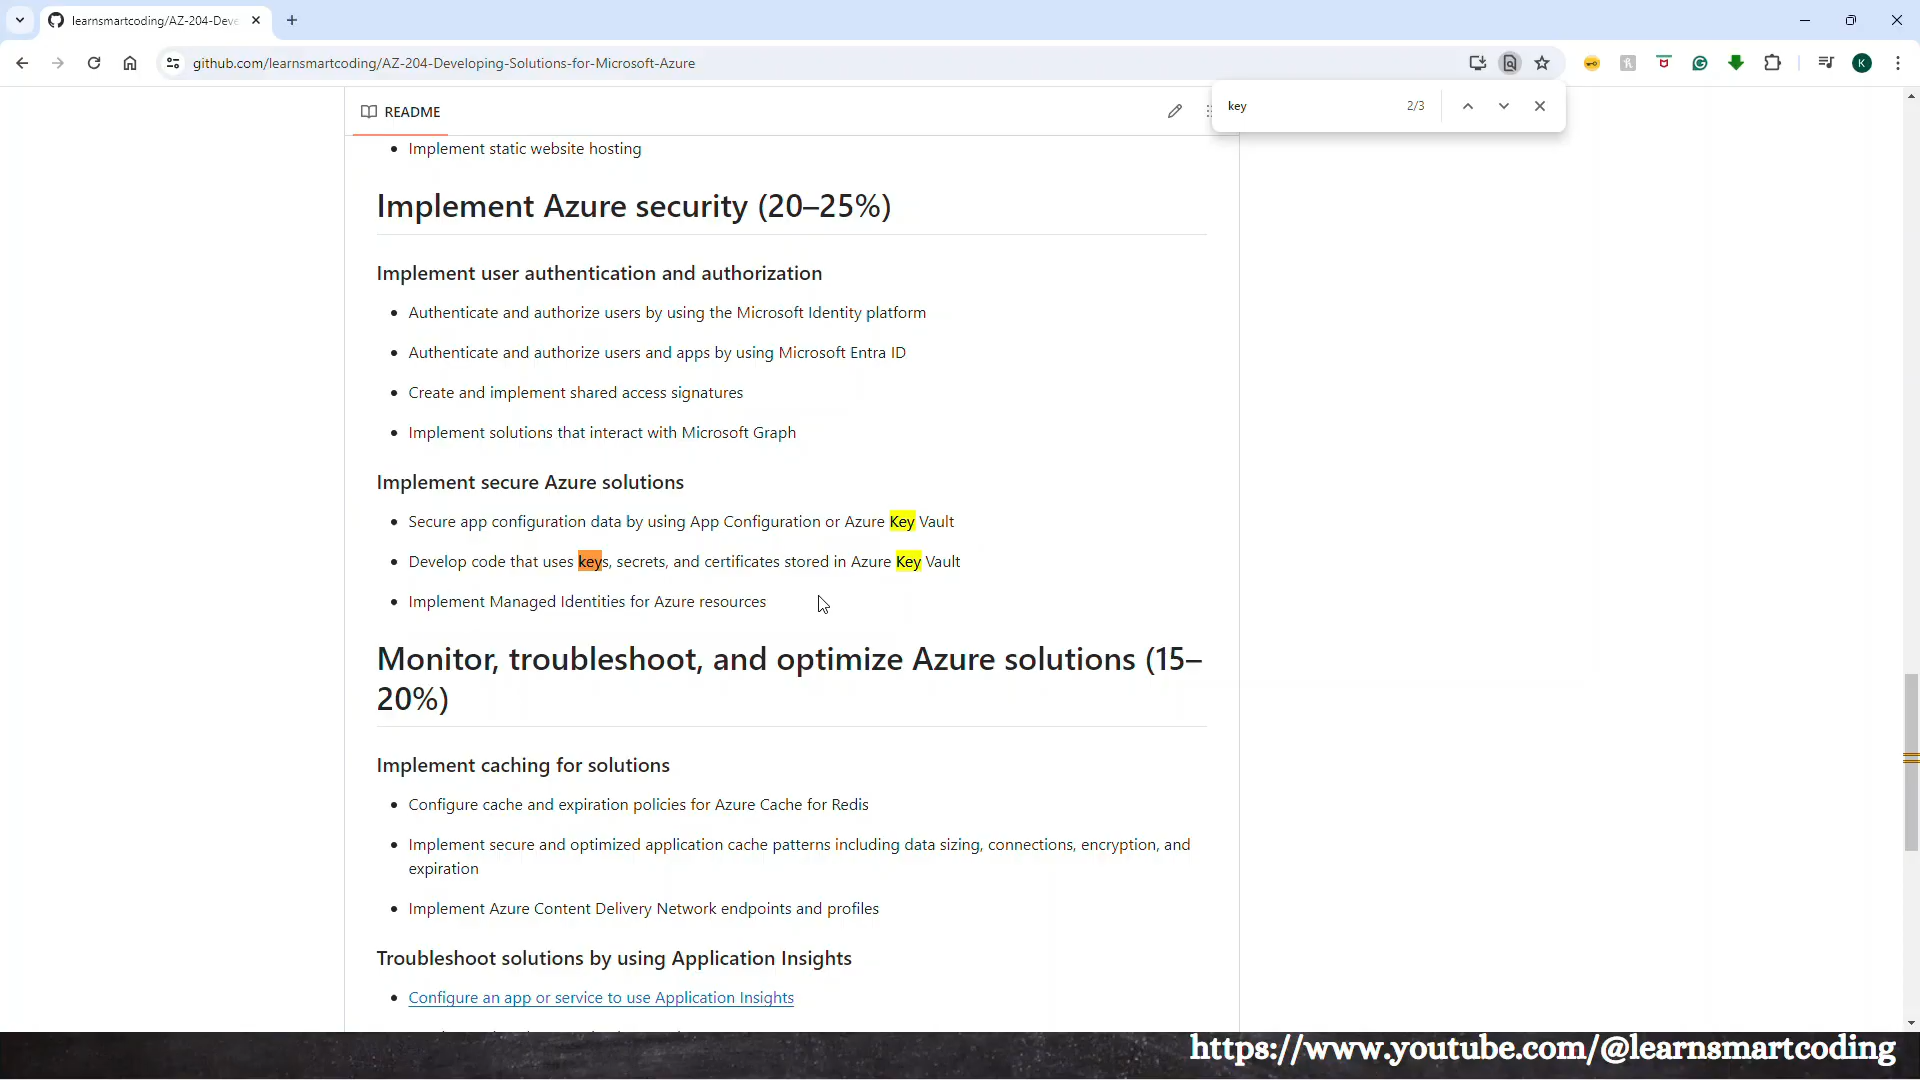 learnsmartcoding/AZ-204-Deve
github.com/learnsmartcoding/AZ-204-Developing-Solutions-for-Microsoft-Azure
K
key 2/3
README
Implement static website hosting
Implement Azure security (20–25%)
Implement user authentication and authorization
Authenticate and authorize users by using the Microsoft Identity platform
Authenticate and authorize users and apps by using Microsoft Entra ID
Create and implement shared access signatures
Implement solutions that interact with Microsoft Graph
Implement secure Azure solutions
Secure app configuration data by using App Configuration or Azure Key Vault
Develop code that uses keys, secrets, and certificates stored in Azure Key Vault
Implement Managed Identities for Azure resources
Monitor, troubleshoot, and optimize Azure solutions (15–
20%)
Implement caching for solutions
Configure cache and expiration policies for Azure Cache for Redis
Implement secure and optimized application cache patterns including data sizing, connections, encryption, and
expiration
Implement Azure Content Delivery Network endpoints and profiles
Troubleshoot solutions by using Application Insights
Configure an app or service to use Application Insights
https://www.youtube.com/@learnsmartcoding